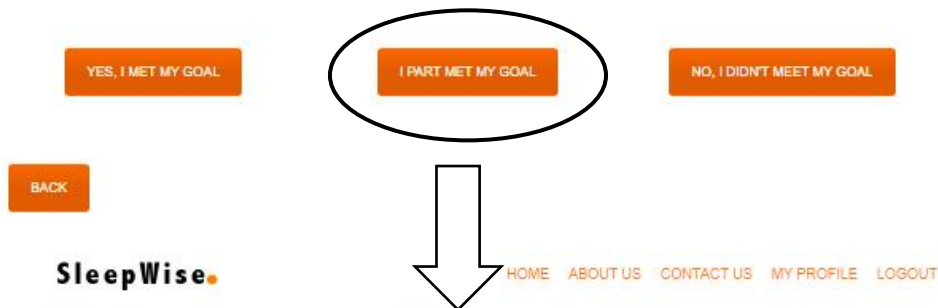 YES, I MET MY GOAL I PART MET MY GOAL NO, I DIDN'T MEET MY GOAL
BACK
SleepWise. HOME ABOUT US CONTACT US MY PROFILE LOGOUT